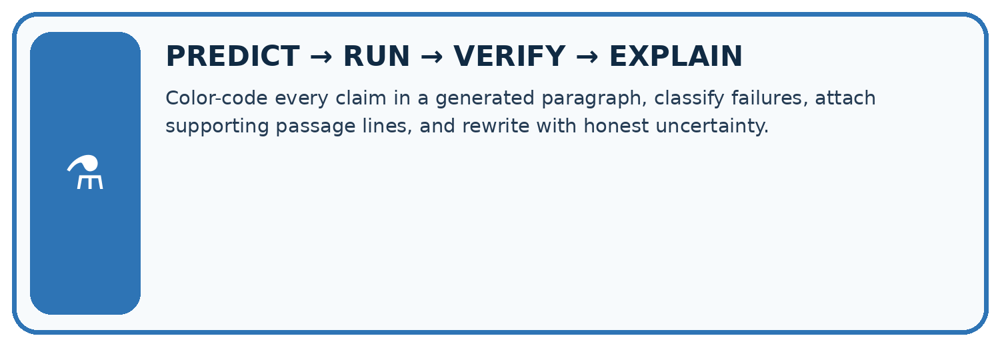 PREDICT → RUN → VERIFY → EXPLAIN
Color-code every claim in a generated paragraph, classify failures, attach
supporting passage lines, and rewrite with honest uncertainty.